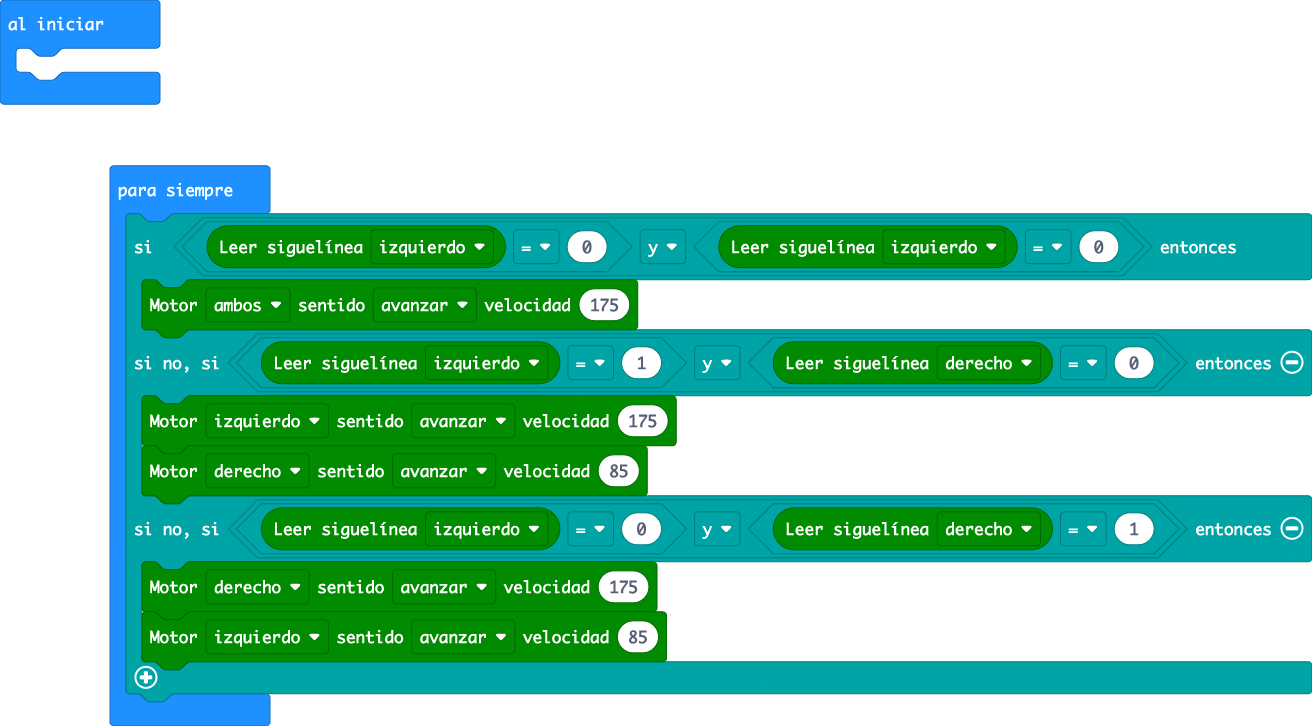 al iniciar
para siempre
si Leer siguelínea izquierdo = 0 y Leer siguelínea izquierdo = 0 entonces
Motor ambos sentido avanzar velocidad 175
si no, si Leer siguelínea izquierdo = 1 y Leer siguelínea derecho = 0 entonces
Motor izquierdo sentido avanzar velocidad 175
Motor derecho sentido avanzar velocidad 85
si no, si Leer siguelínea izquierdo = 0 y Leer siguelínea derecho = 1 entonces
Motor derecho sentido avanzar velocidad 175
Motor izquierdo sentido avanzar velocidad 85